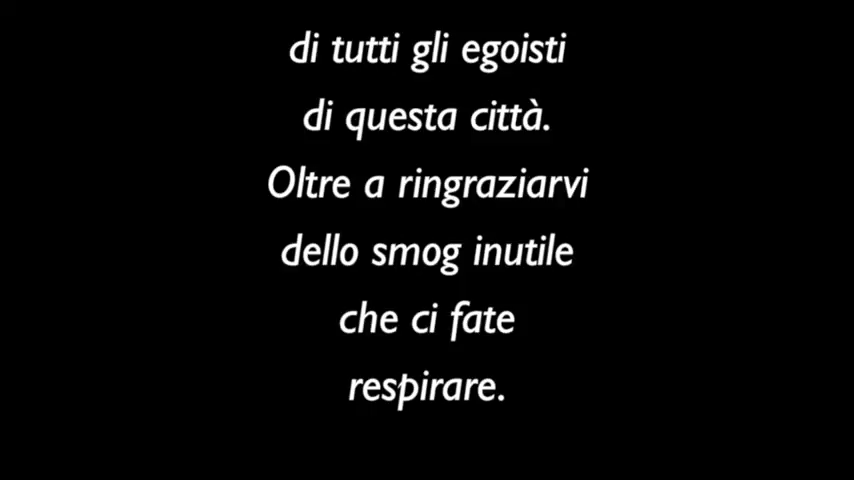 di tutti gli egoisti
di questa città.
Oltre a ringraziarvi
dello smog inutile
che ci fate
respirare.